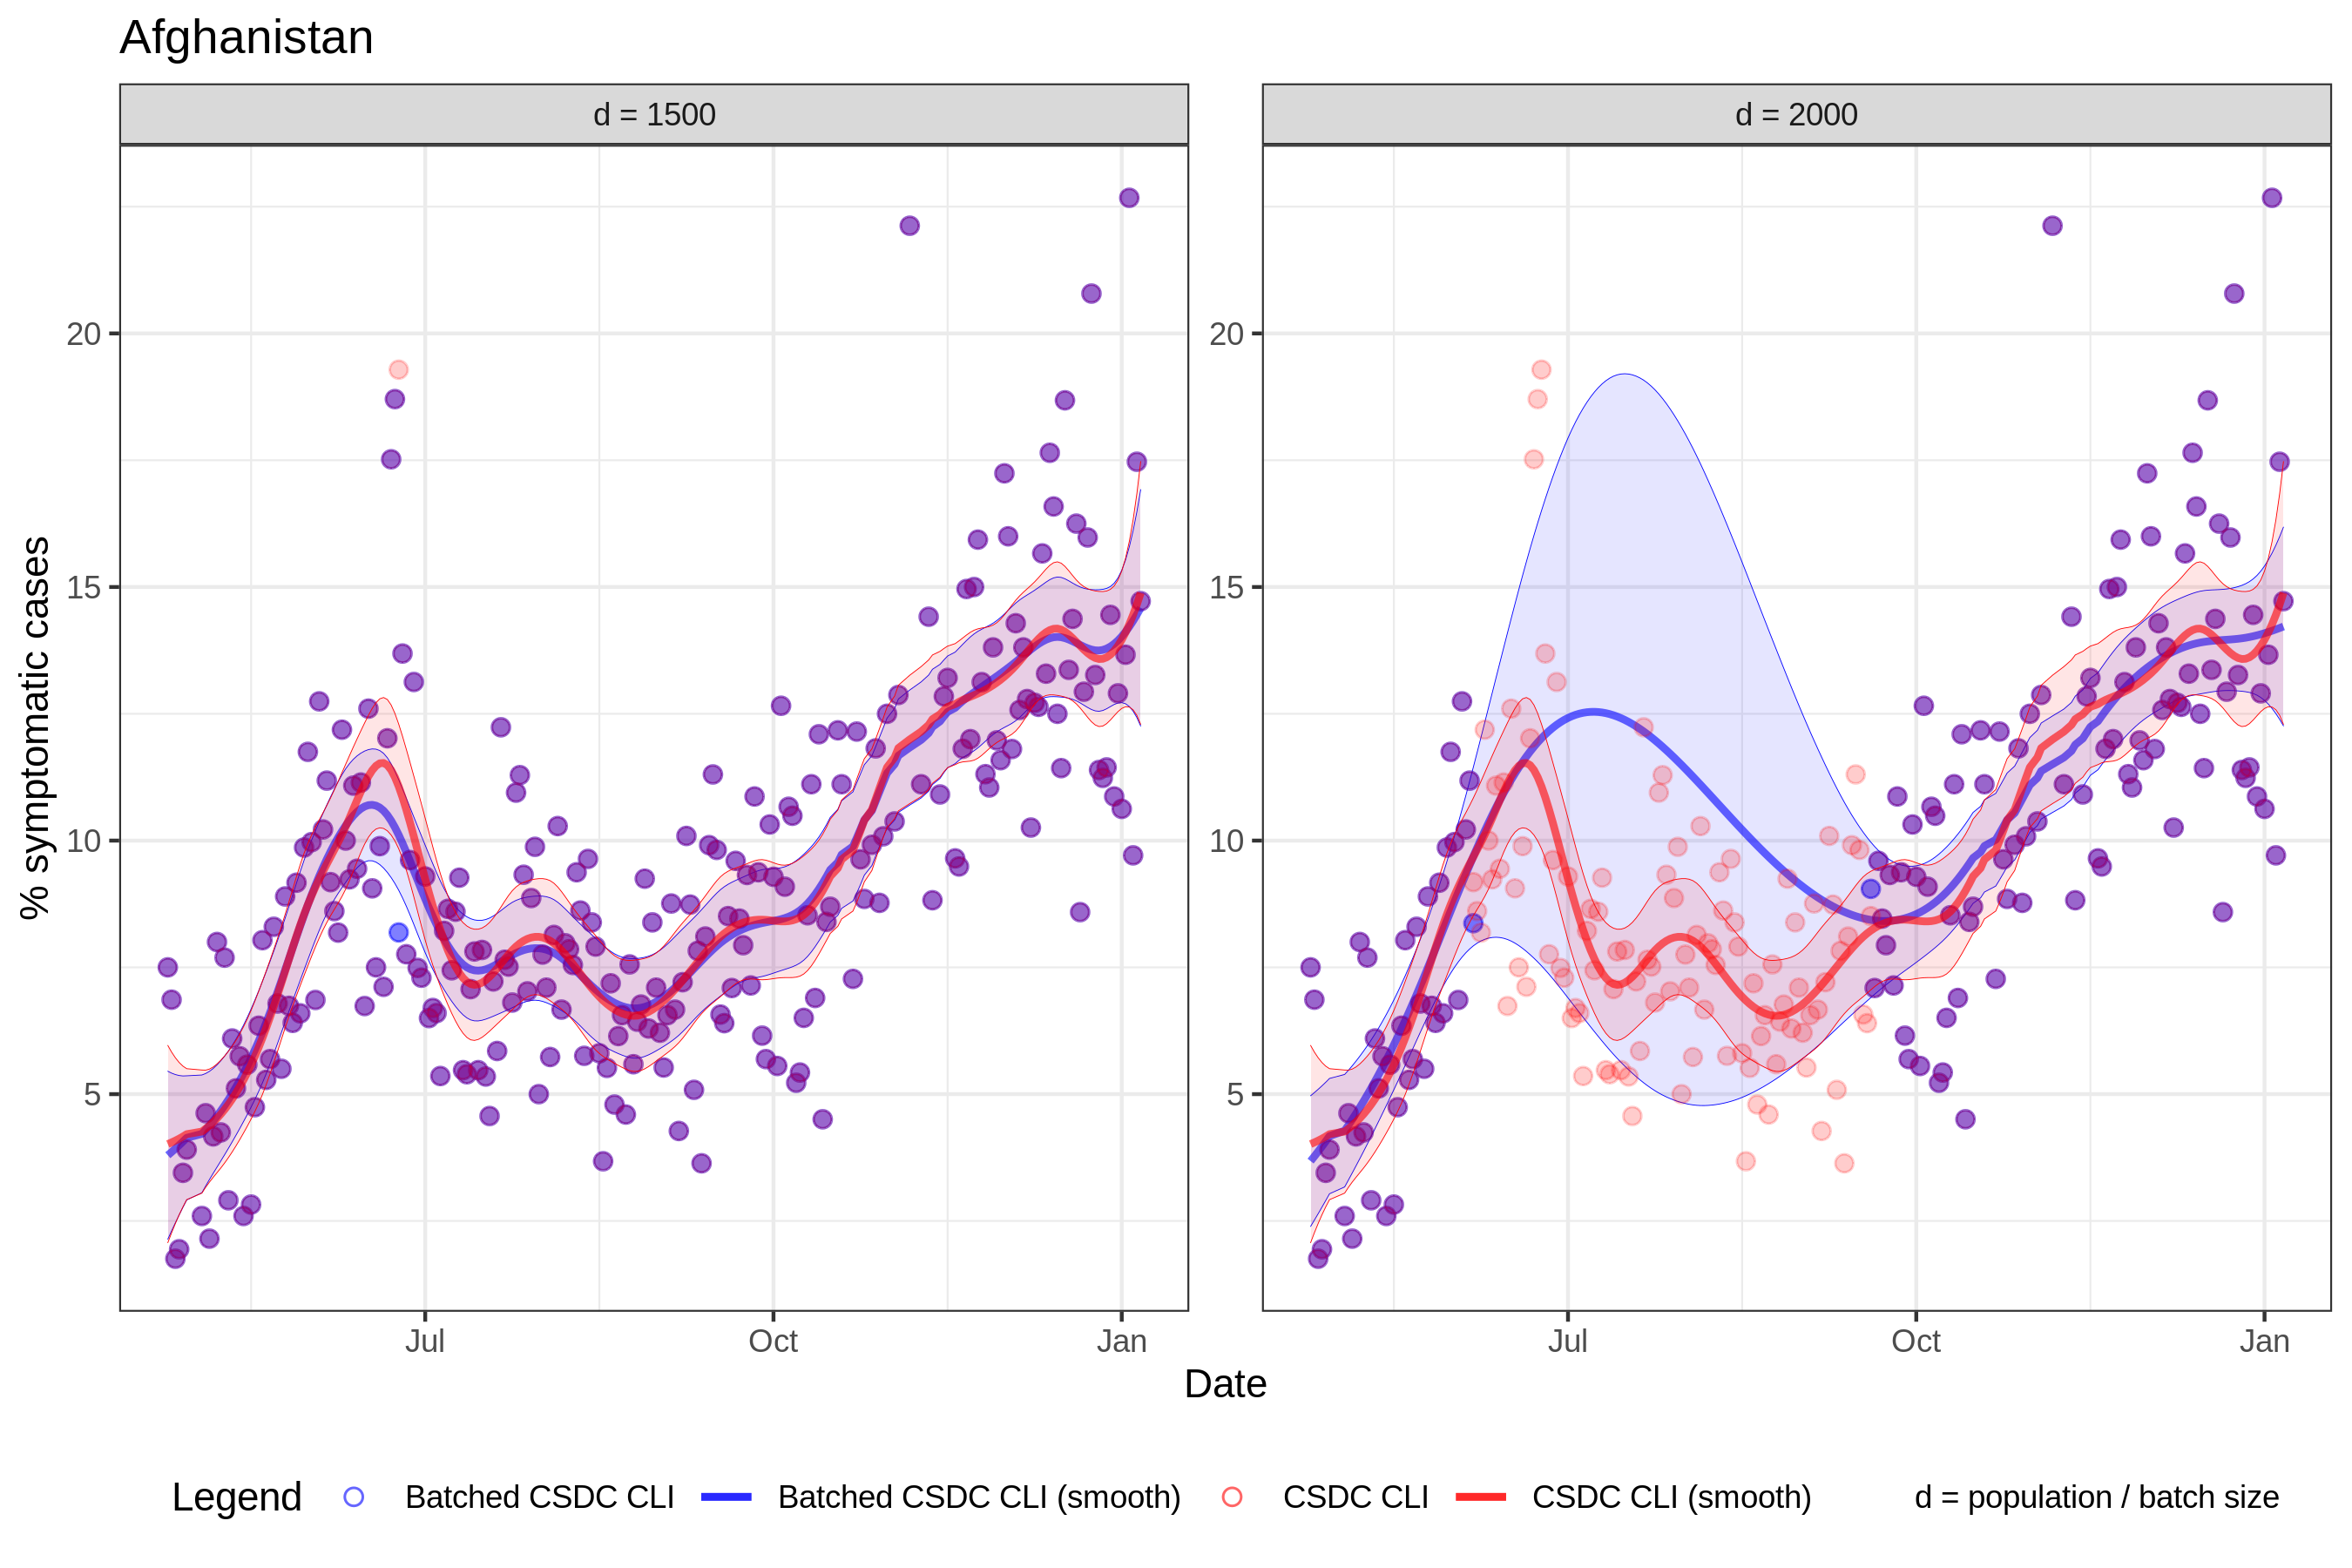 Afghanistan
d = 1500
d = 2000
% symptomatic cases
20
15
10
5
20
15
10
5
Jul
Oct
Jan
Jul
Oct
Jan
Date
Legend
Batched CSDC CLI
Batched CSDC CLI (smooth)
CSDC CLI
CSDC CLI (smooth)
d = population / batch size